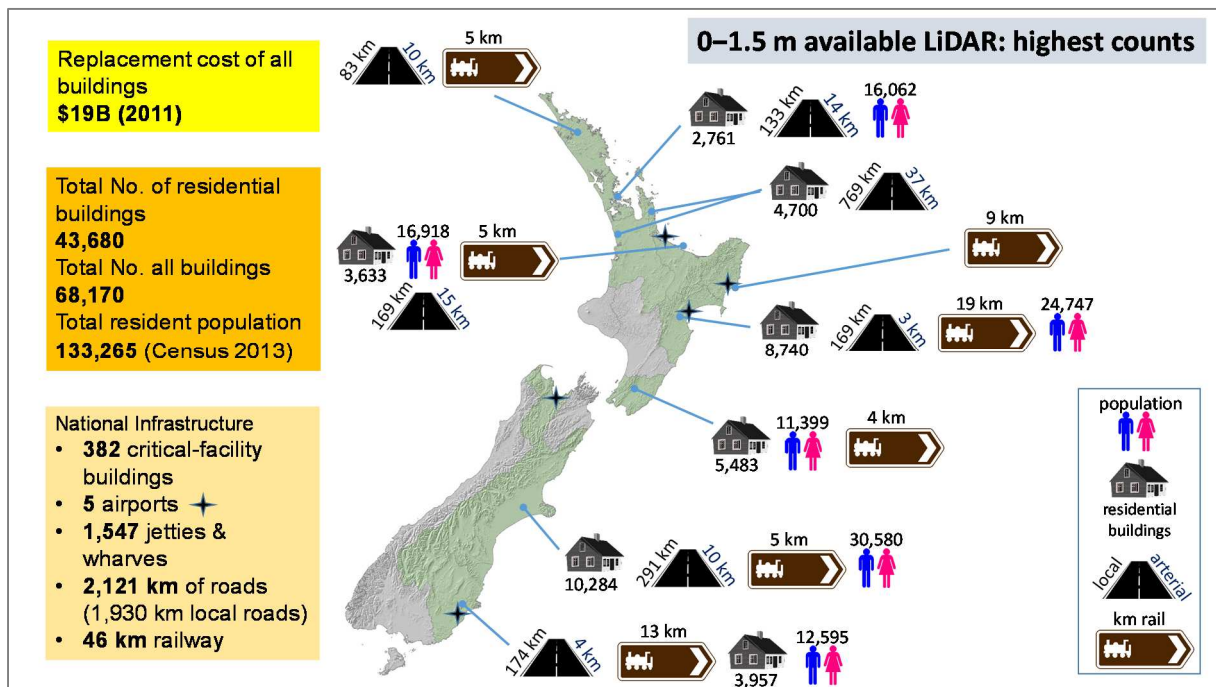 0–1.5 m available LiDAR: highest counts
Replacement cost of all
buildings
$19B (2011)
Total No. of residential
buildings
43,680
Total No. all buildings
68,170
Total resident population
133,265 (Census 2013)
National Infrastructure
• 382 critical-facility
buildings
• 5 airports
• 1,547 jetties &
wharves
• 2,121 km of roads
(1,930 km local roads)
• 46 km railway
83 km
10 km
5 km
2,761
133 km
14 km
16,062
4,700
769 km
37 km
9 km
3,633
16,918
5 km
169 km
15 km
8,740
169 km
3 km
19 km
24,747
5,483
11,399
4 km
10,284
291 km
10 km
5 km
30,580
174 km
4 km
13 km
3,957
12,595
population
residential
buildings
local
arterial
km rail